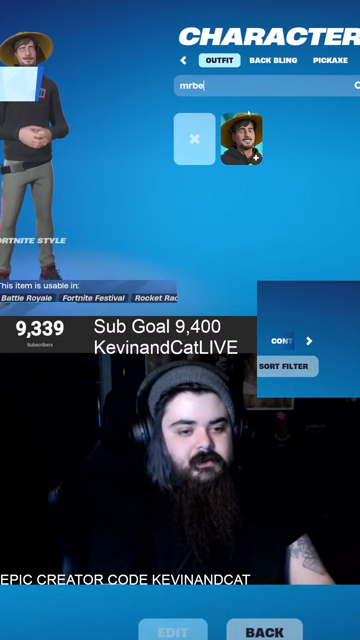 CHARACTER
OUTFIT
BACK BLING
PICKAXE
mrbe
ORTNITE STYLE
This item is usable in:
Battle Royale
Fortnite Festival
Rocket Rac
9,339
Subscribers
Sub Goal 9,400
KevinandCatLIVE
CONT
SORT FILTER
EPIC CREATOR CODE KEVINANDCAT
EDIT
BACK